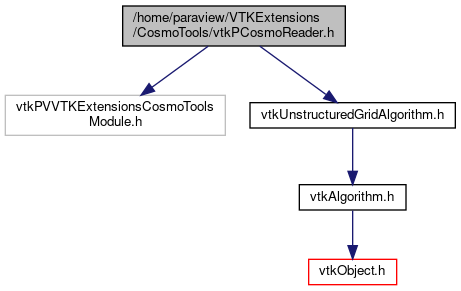 /home/paraview/VTKExtensions
/CosmoTools/vtkPCosmoReader.h
vtkPVVTKExtensionsCosmoTools
Module.h
vtkUnstructuredGridAlgorithm.h
vtkAlgorithm.h
vtkObject.h